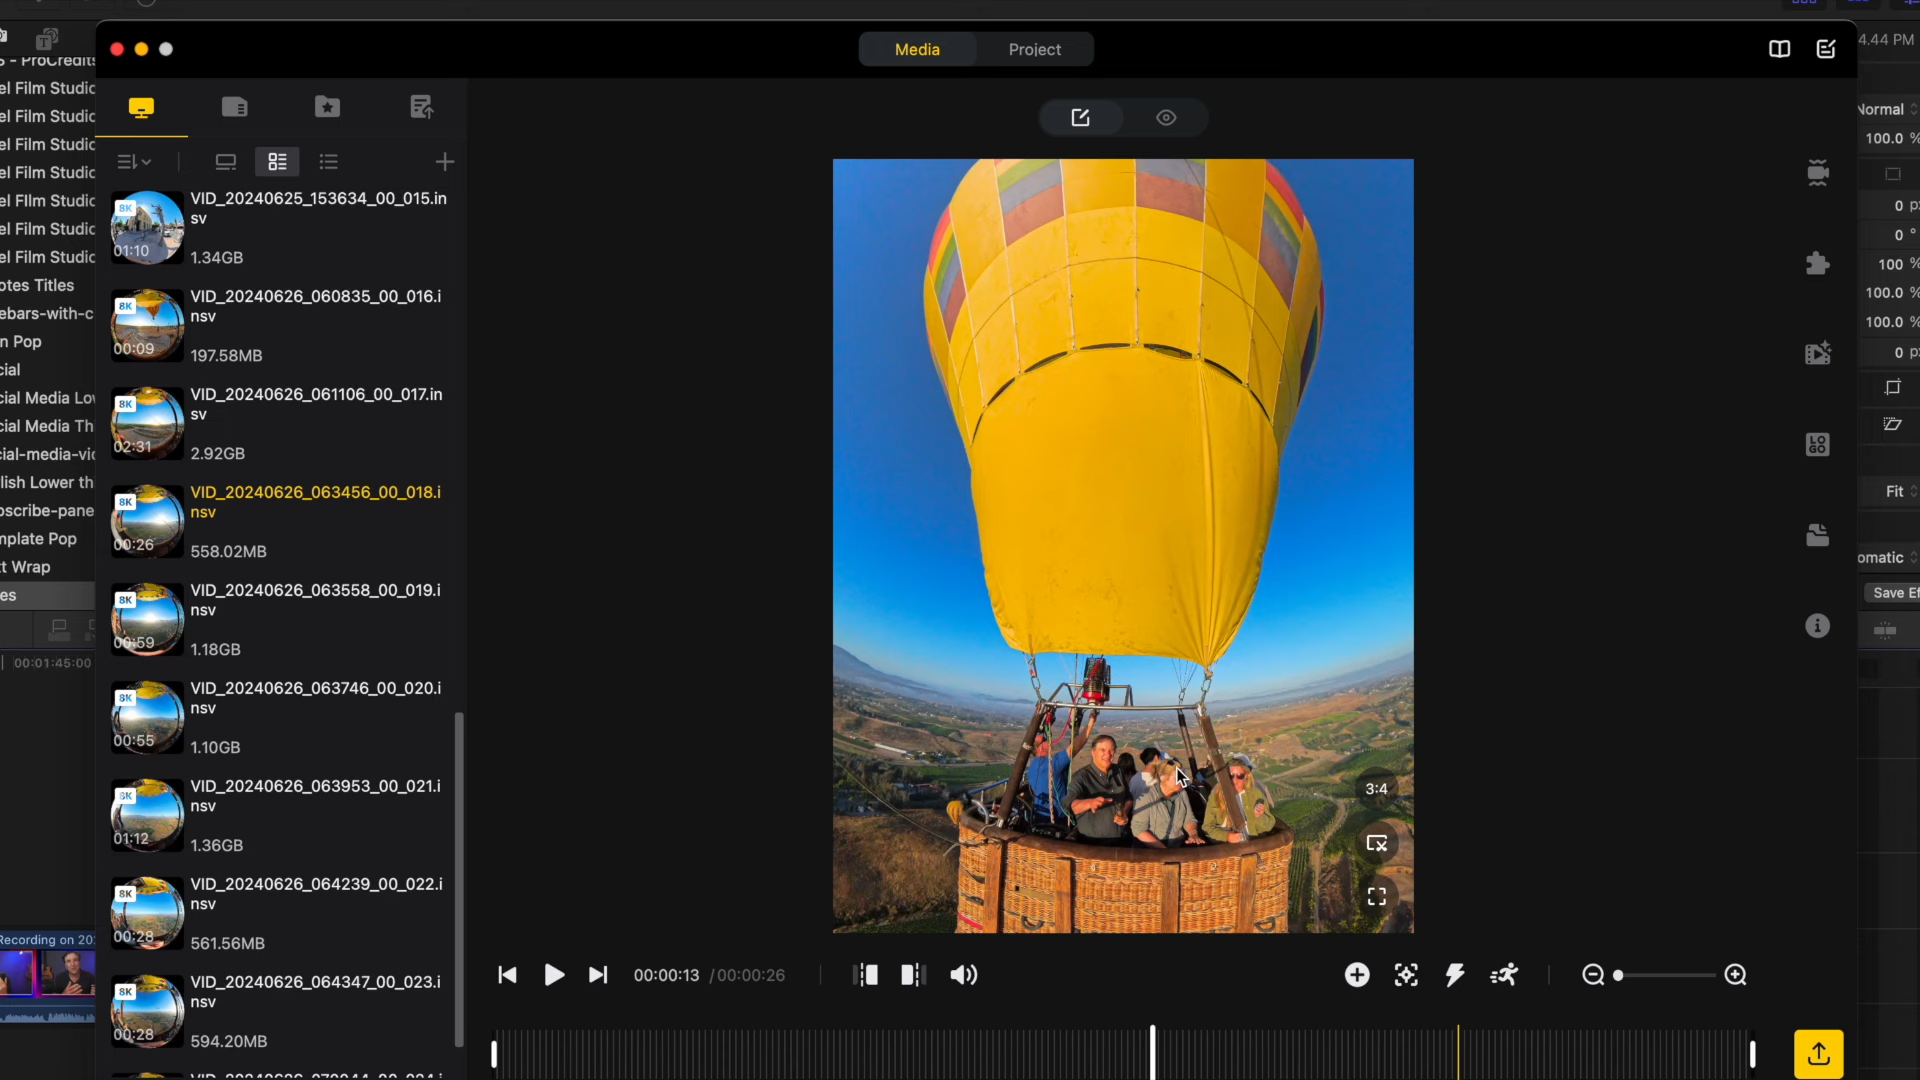 Media
Project
4.44 PM
S - ProCredits
el Film Studio
el Film Studio
el Film Studio
el Film Studio
el FIlm Studio
el Film Studio
el Film Studio
otes Titles
ebars-with-c
n Pop
cial
cial Media Lov
cial Media Th
cial-media-vi
lish Lower th
oscribe-pane
mplate Pop
t Wrap
es
00:01:45:00
Recording on 20
8K
01:10
VID_20240625_153634_00_015.in
sv
1.34GB
8K
00:09
VID_20240626_060835_00_016.i
nsv
197.58MB
8K
02:31
VID_20240626_061106_00_017.in
sv
2.92GB
8K
00:26
VID_20240626_063456_00_018.i
nsv
558.02MB
8K
00:59
VID_20240626_063558_00_019.i
nsv
1.18GB
8K
00:55
VID_20240626_063746_00_020.i
nsv
1.10GB
8K
01:12
VID_20240626_063953_00_021.i
nsv
1.36GB
8K
00:28
VID_20240626_064239_00_022.i
nsv
561.56MB
8K
00:28
VID_20240626_064347_00_023.i
nsv
594.20MB
3:4
00:00:13 / 00:00:26
LO
GO
Normal
100.0 %
0 p
0 °
100 %
100.0 %
100.0 %
0 p
Fit
omatic
Save Ef